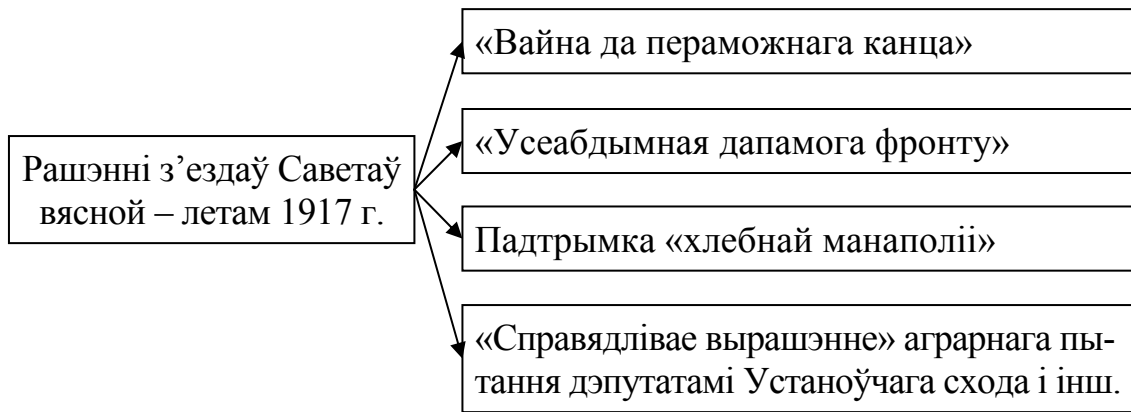 Рашэнні з’ездаў Саветаў
вясной – летам 1917 г.
«Вайна да пераможнага канца»
«Усеабдымная дапамога фронту»
Падтрымка «хлебнай манаполіі»
«Справядлівае вырашэнне» аграрнага пы-
тання дэпутатамі Устаноўчага схода і інш.